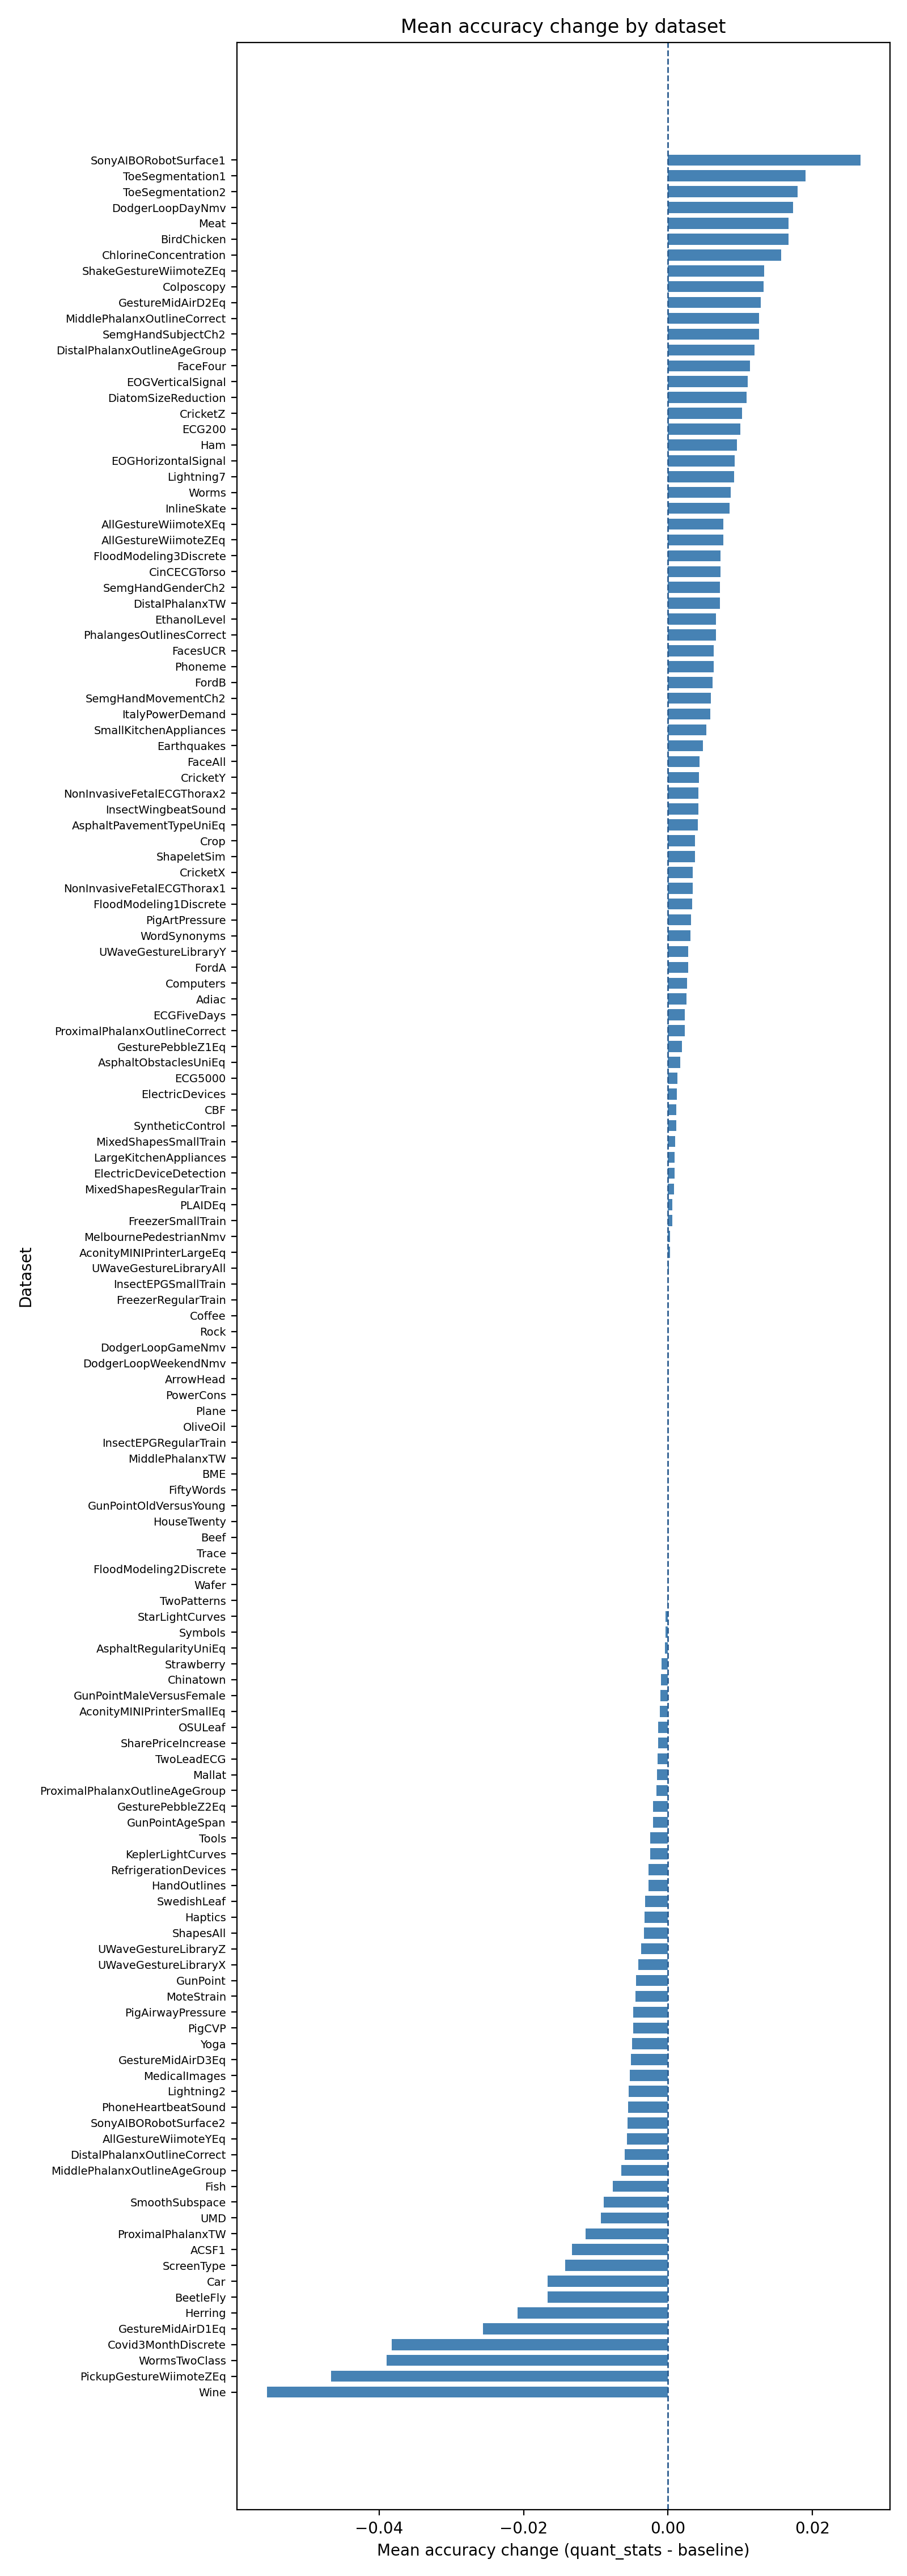 Mean accuracy change by dataset
SonyAIBORobotSurface1
ToeSegmentation1
ToeSegmentation2
DodgerLoopDayNmv
Meat
BirdChicken
ChlorineConcentration
ShakeGestureWiimoteZEq
Colposcopy
GestureMidAirD2Eq
MiddlePhalanxOutlineCorrect
SemgHandSubjectCh2
DistalPhalanxOutlineAgeGroup
FaceFour
EOGVerticalSignal
DiatomSizeReduction
CricketZ
ECG200
Ham
EOGHorizontalSignal
Lightning7
Worms
InlineSkate
AllGestureWiimoteXEq
AllGestureWiimoteZEq
FloodModeling3Discrete
CinCECGTorso
SemgHandGenderCh2
DistalPhalanxTW
EthanolLevel
PhalangesOutlinesCorrect
FacesUCR
Phoneme
FordB
SemgHandMovementCh2
ItalyPowerDemand
SmallKitchenAppliances
Earthquakes
FaceAll
CricketY
NonInvasiveFetalECGThorax2
InsectWingbeatSound
AsphaltPavementTypeUniEq
Crop
ShapeletSim
CricketX
NonInvasiveFetalECGThorax1
FloodModeling1Discrete
PigArtPressure
WordSynonyms
UWaveGestureLibraryY
FordA
Computers
Adiac
ECGFiveDays
ProximalPhalanxOutlineCorrect
GesturePebbleZ1Eq
AsphaltObstaclesUniEq
ECG5000
ElectricDevices
CBF
SyntheticControl
MixedShapesSmallTrain
LargeKitchenAppliances
ElectricDeviceDetection
MixedShapesRegularTrain
PLAIDEq
FreezerSmallTrain
MelbournePedestrianNmv
AconityMINIPrinterLargeEq
UWaveGestureLibraryAll
InsectEPGSmallTrain
FreezerRegularTrain
Coffee
Rock
DodgerLoopGameNmv
DodgerLoopWeekendNmv
ArrowHead
PowerCons
Plane
OliveOil
InsectEPGRegularTrain
MiddlePhalanxTW
BME
FiftyWords
GunPointOldVersusYoung
HouseTwenty
Beef
Trace
FloodModeling2Discrete
Wafer
TwoPatterns
StarLightCurves
Symbols
AsphaltRegularityUniEq
Strawberry
Chinatown
GunPointMaleVersusFemale
AconityMINIPrinterSmallEq
OSULeaf
SharePriceIncrease
TwoLeadECG
Mallat
ProximalPhalanxOutlineAgeGroup
GesturePebbleZ2Eq
GunPointAgeSpan
Tools
KeplerLightCurves
RefrigerationDevices
HandOutlines
SwedishLeaf
Haptics
ShapesAll
UWaveGestureLibraryZ
UWaveGestureLibraryX
GunPoint
MoteStrain
PigAirwayPressure
PigCVP
Yoga
GestureMidAirD3Eq
MedicalImages
Lightning2
PhoneHeartbeatSound
SonyAIBORobotSurface2
AllGestureWiimoteYEq
DistalPhalanxOutlineCorrect
MiddlePhalanxOutlineAgeGroup
Fish
SmoothSubspace
UMD
ProximalPhalanxTW
ACSF1
ScreenType
Car
BeetleFly
Herring
GestureMidAirD1Eq
Covid3MonthDiscrete
WormsTwoClass
PickupGestureWiimoteZEq
Wine
Dataset
−0.04 −0.02 0.00 0.02
Mean accuracy change (quant_stats - baseline)